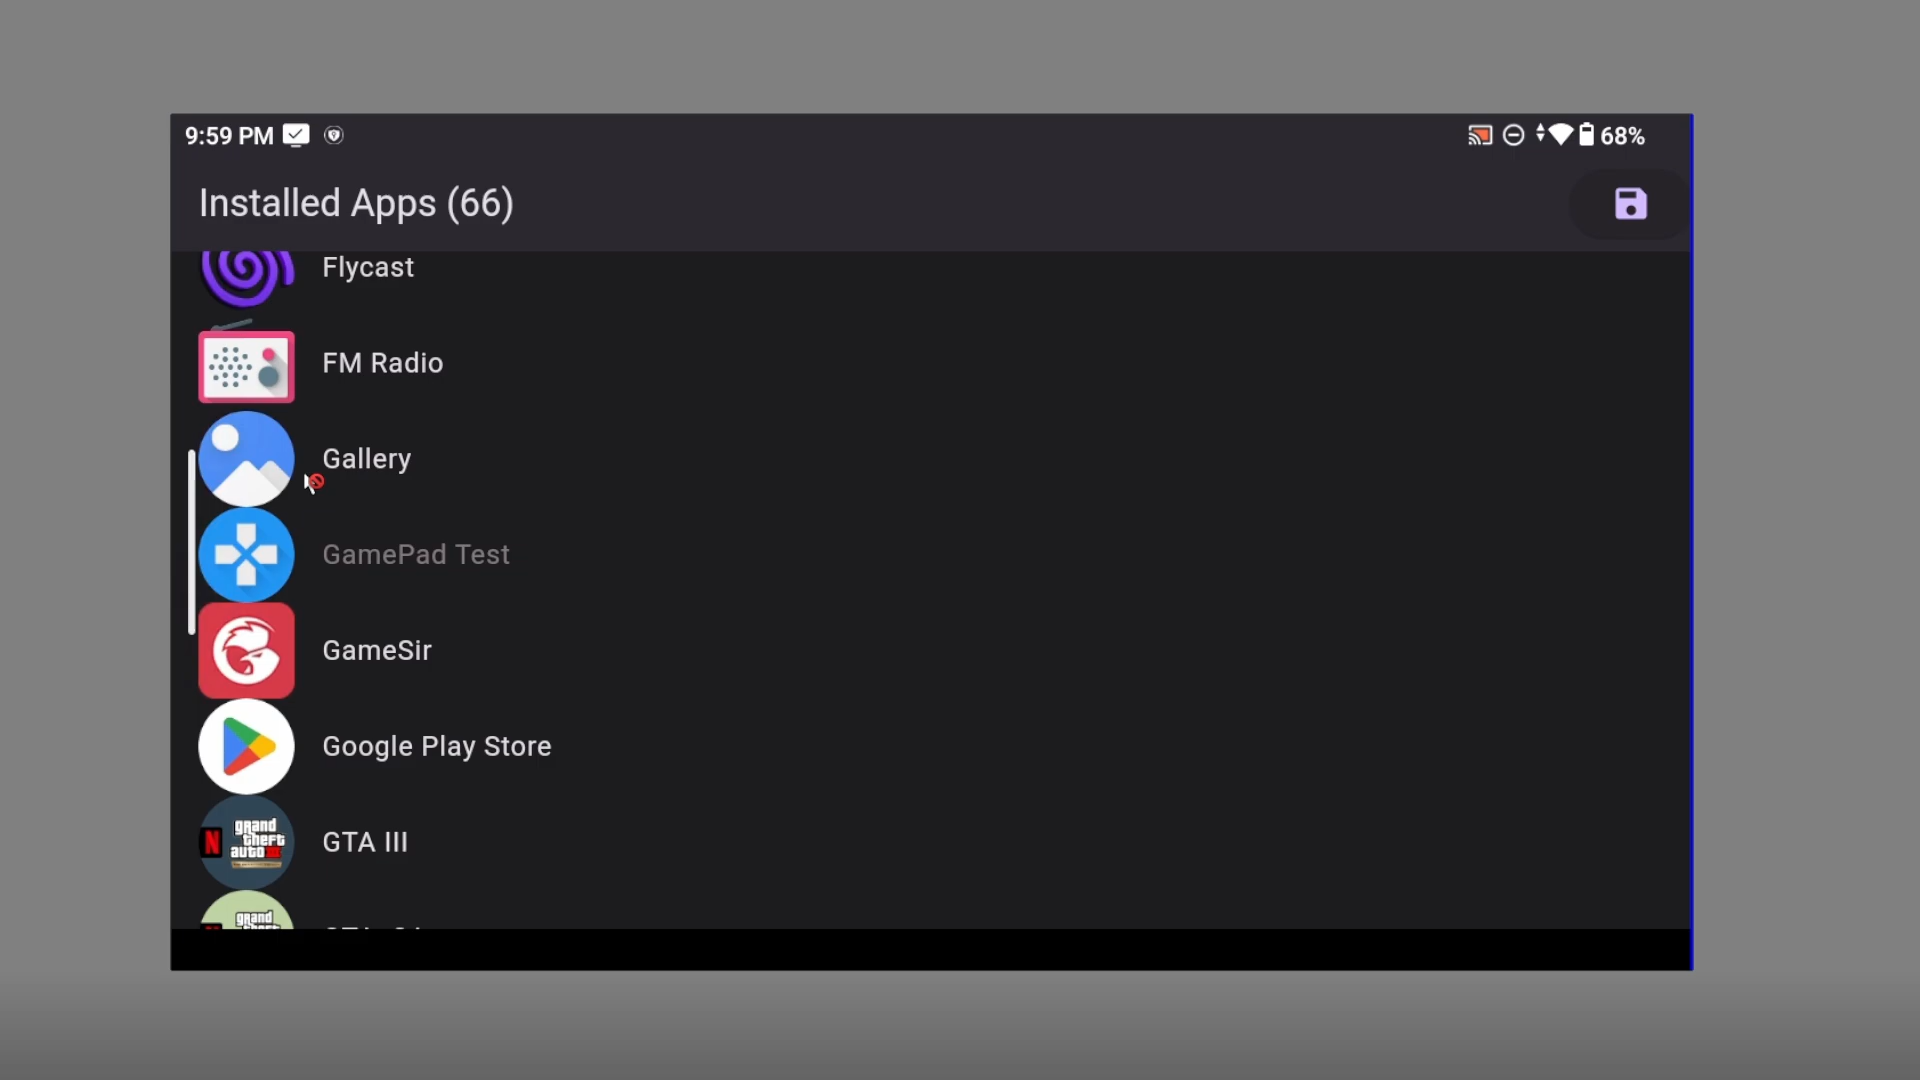 9:59 PM
68%
Installed Apps (66)
Flycast
FM Radio
Gallery
GamePad Test
GameSir
Google Play Store
N
grand
theft
auto
GTA III
grand